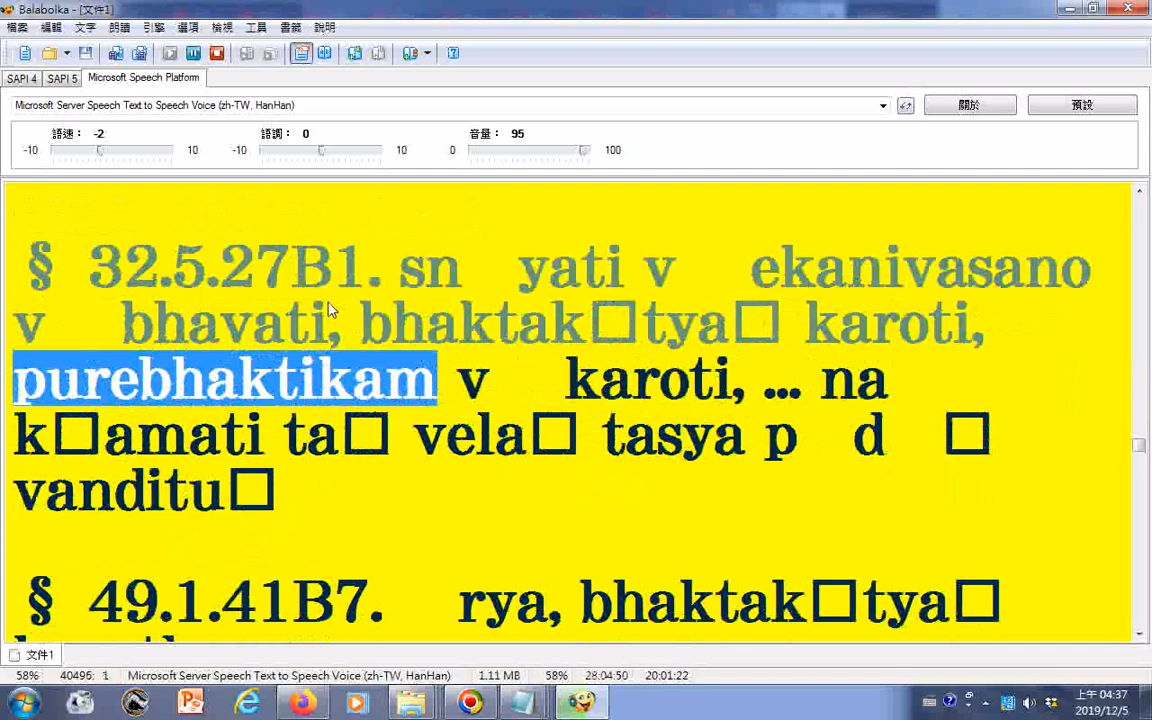 Balabolka - [文件1]
檔案 編輯 文字 朗讀 引擎 選項 檢視 工具 書籤 說明
SAPI 4 SAPI 5 Microsoft Speech Platform
Microsoft Server Speech Text to Speech Voice (zh-TW, HanHan) 關於 預設
語速： -2 語調： 0 音量： 95
-10 10 -10 10 0 100
§ 32.5.27B1. sn yati v ekanivasano
v bhavati, bhaktak□tya□ karoti,
purebhaktikam v karoti, ... na
k□amati ta□ vela□ tasya p d □
vanditu□
§ 49.1.41B7. rya, bhaktak□tya□
文件1
58% 40495: 1 Microsoft Server Speech Text to Speech Voice (zh-TW, HanHan) 1.11 MB 58% 28:04:50 20:01:22
上午 04:37
2019/12/5